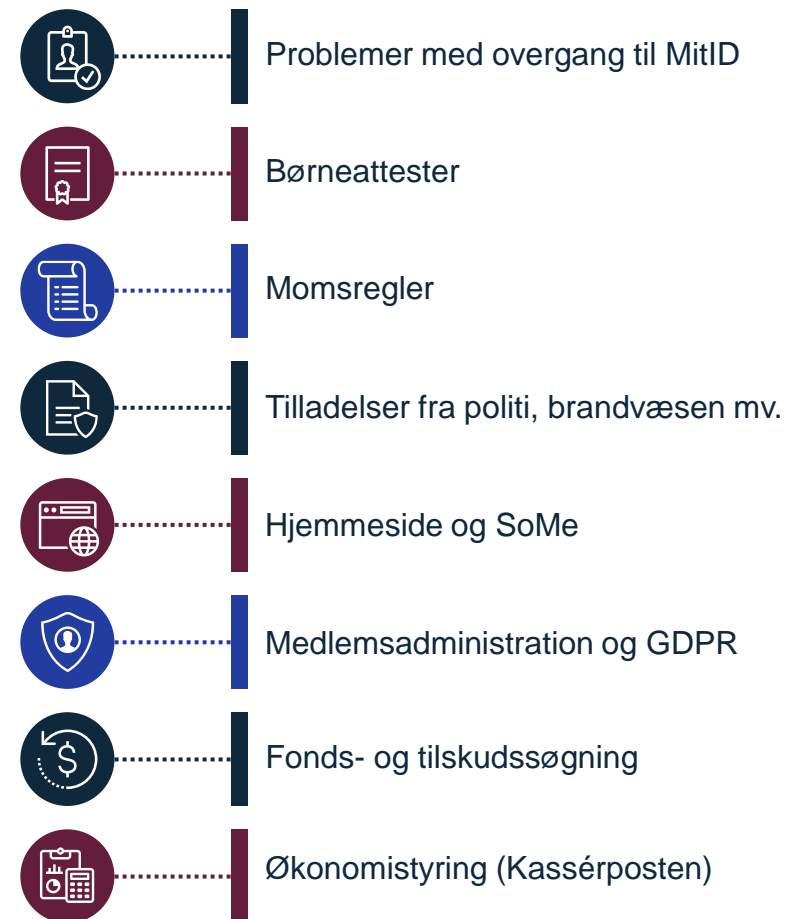 Problemer med overgang til MitID
Børneattester
Momsregler
Tilladelser fra politi, brandvæsen mv.
Hjemmeside og SoMe
Medlemsadministration og GDPR
Fonds- og tilskudssøgning
Økonomistyring (Kassérposten)